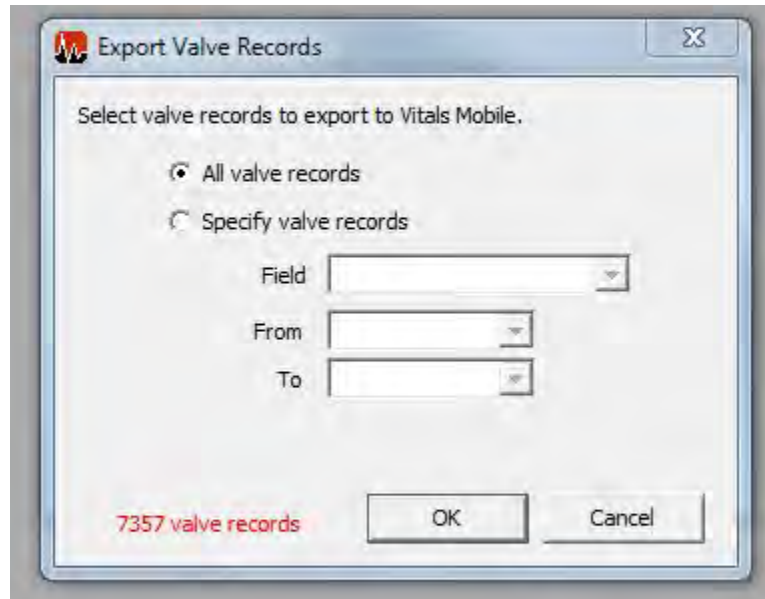 Export Valve Records
Select valve records to export to Vitals Mobile.
All valve records
Specify valve records
Field
From
To
7357 valve records
OK
Cancel